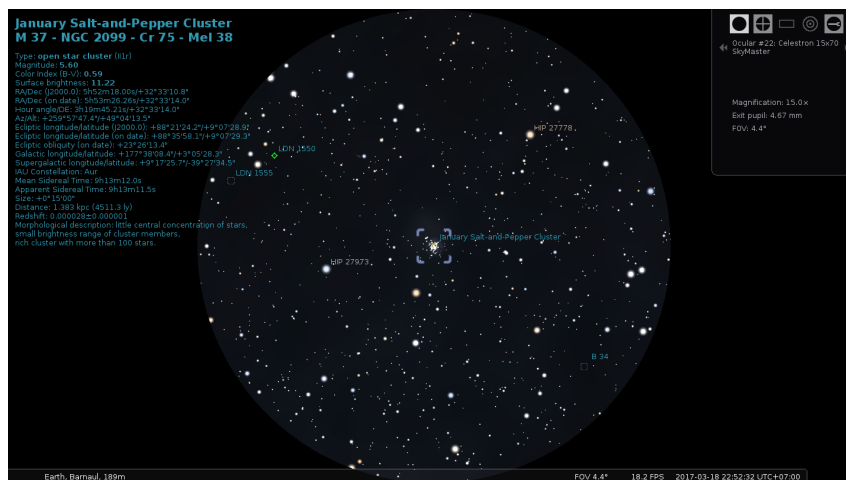 January Salt-and-Pepper Cluster
M 37 - NGC 2099 - Cr 75 - Mel 38
Type: open star cluster (II1r)
Magnitude: 5.60
Color Index (B-V): 0.59
Surface brightness: 11.22
RA/Dec (J2000.0): 5h52m18.00s/+32°33'10.8"
RA/Dec (on date): 5h53m26.26s/+32°33'14.0"
Hour angle/DE: 3h19m45.21s/+32°33'14.0"
Az/Alt: +259°57'47.4"/+49°04'13.5"
Ecliptic longitude/latitude (J2000.0): +88°21'24.2"/+9°07'28.9"
Ecliptic longitude/latitude (on date): +88°35'58.1"/+9°07'29.3"
Ecliptic obliquity (on date): +23°26'13.4"
Galactic longitude/latitude: +177°38'08.4"/+3°05'28.3"
Supergalactic longitude/latitude: +9°17'25.7"/-39°27'34.5"
IAU Constellation: Aur
Mean Sidereal Time: 9h13m12.0s
Apparent Sidereal Time: 9h13m11.5s
Size: +0°15'00"
Distance: 1.383 kpc (4511.3 ly)
Redshift: 0.000028±0.000001
Morphological description: little central concentration of stars,
small brightness range of cluster members,
rich cluster with more than 100 stars.
Ocular #22: Celestron 15x70
SkyMaster
Magnification: 15.0×
Exit pupil: 4.67 mm
FOV: 4.4°
HIP 27778
LDN 1550
LDN 1555
January Salt-and-Pepper Cluster
HIP 27973
B 34
Earth, Barnaul, 189m
FOV 4.4°
18.2 FPS
2017-03-18 22:52:32 UTC+07:00